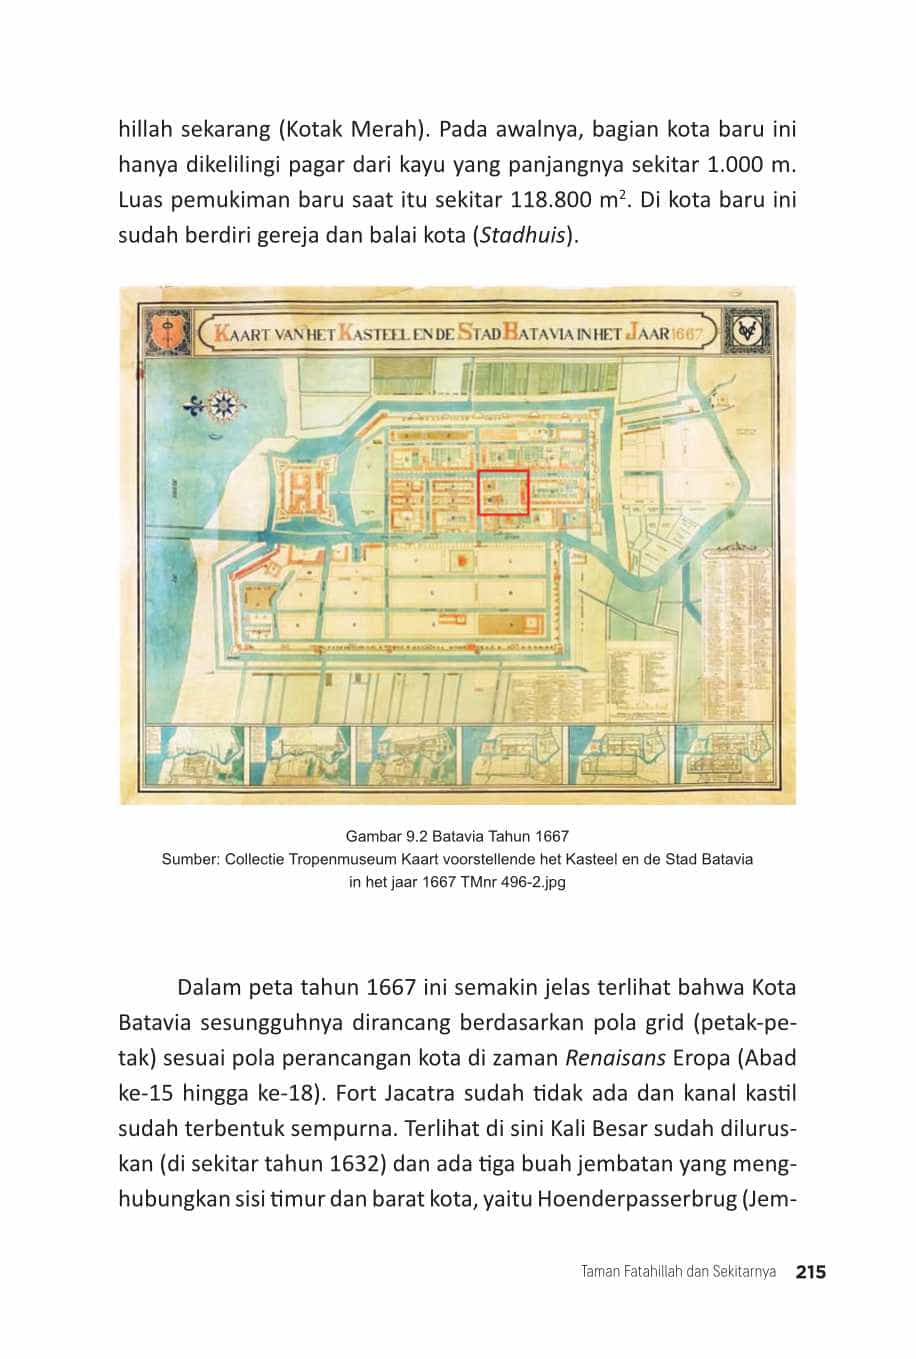 hillah sekarang (Kotak Merah). Pada awalnya, bagian kota baru ini
hanya dikelilingi pagar dari kayu yang panjangnya sekitar 1.000 m.
Luas pemukiman baru saat itu sekitar 118.800 m². Di kota baru ini
sudah berdiri gereja dan balai kota (Stadhuis).
KAART VAN HET KASTEEL EN DE STAD BATAVIA IN HET JAAR 1667
Gambar 9.2 Batavia Tahun 1667
Sumber: Collectie Tropenmuseum Kaart voorstellende het Kasteel en de Stad Batavia
in het jaar 1667 TMnr 496-2.jpg
Dalam peta tahun 1667 ini semakin jelas terlihat bahwa Kota
Batavia sesungguhnya dirancang berdasarkan pola grid (petak-pe-
tak) sesuai pola perancangan kota di zaman Renaisans Eropa (Abad
ke-15 hingga ke-18). Fort Jacatra sudah tidak ada dan kanal kastil
sudah terbentuk sempurna. Terlihat di sini Kali Besar sudah dilurus-
kan (di sekitar tahun 1632) dan ada tiga buah jembatan yang meng-
hubungkan sisi timur dan barat kota, yaitu Hoenderpasserbrug (Jem-
Taman Fatahillah dan Sekitarnya 215